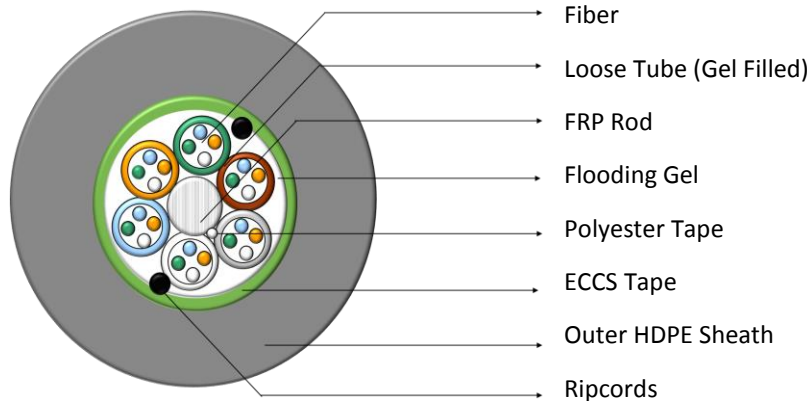 Fiber
Loose Tube (Gel Filled)
FRP Rod
Flooding Gel
Polyester Tape
ECCS Tape
Outer HDPE Sheath
Ripcords